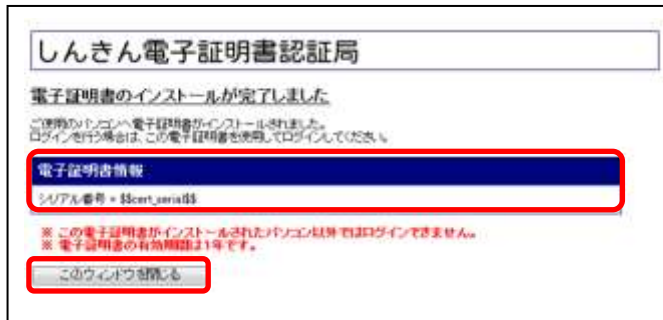 しんきん電子証明書認証局
電子証明書のインストールが完了しました
ご使用のパソコンへ電子証明書がインストールされました。
ログインを行う場合は、この電子証明書を使用してログインしてください。
電子証明書情報
シリアル番号 = $$cert_serial$$
※ この電子証明書がインストールされたパソコン以外ではログインできません。
※ 電子証明書の有効期間は1年です。
このウィンドウを閉じる